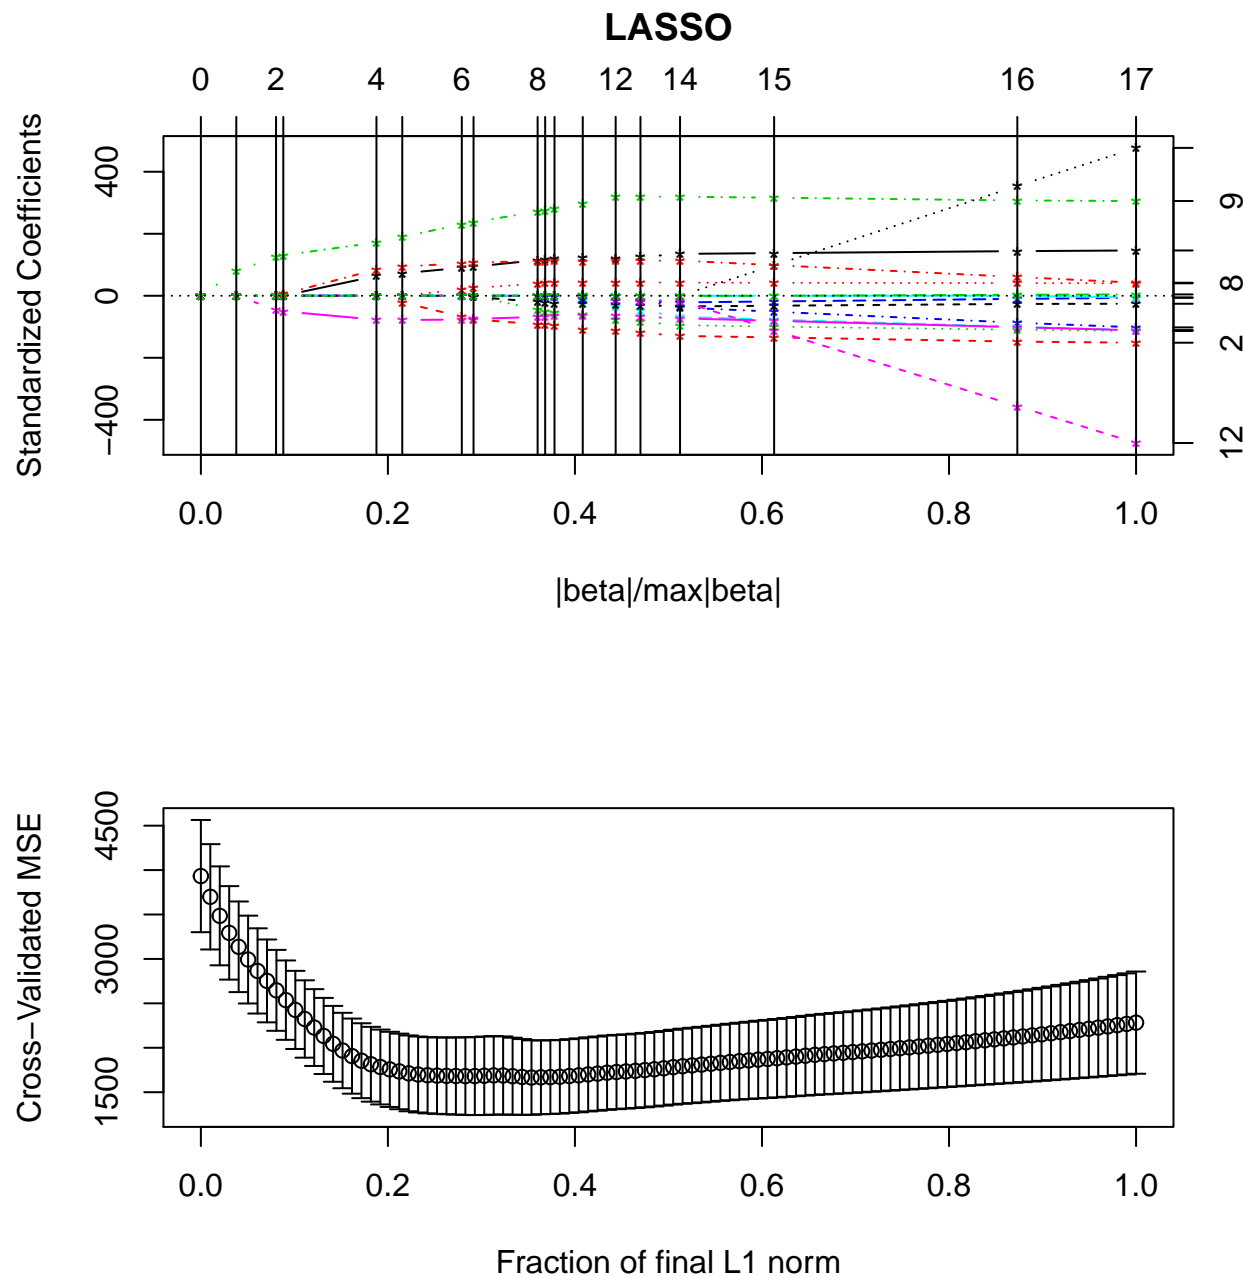 LASSO
0 2 4 6 8 12 14 15 16 17
Standardized Coefficients
400
0
−400
9
8
2
12
0.0 0.2 0.4 0.6 0.8 1.0
|beta|/max|beta|
Cross−Validated MSE
4500
3000
1500
0.0 0.2 0.4 0.6 0.8 1.0
Fraction of final L1 norm